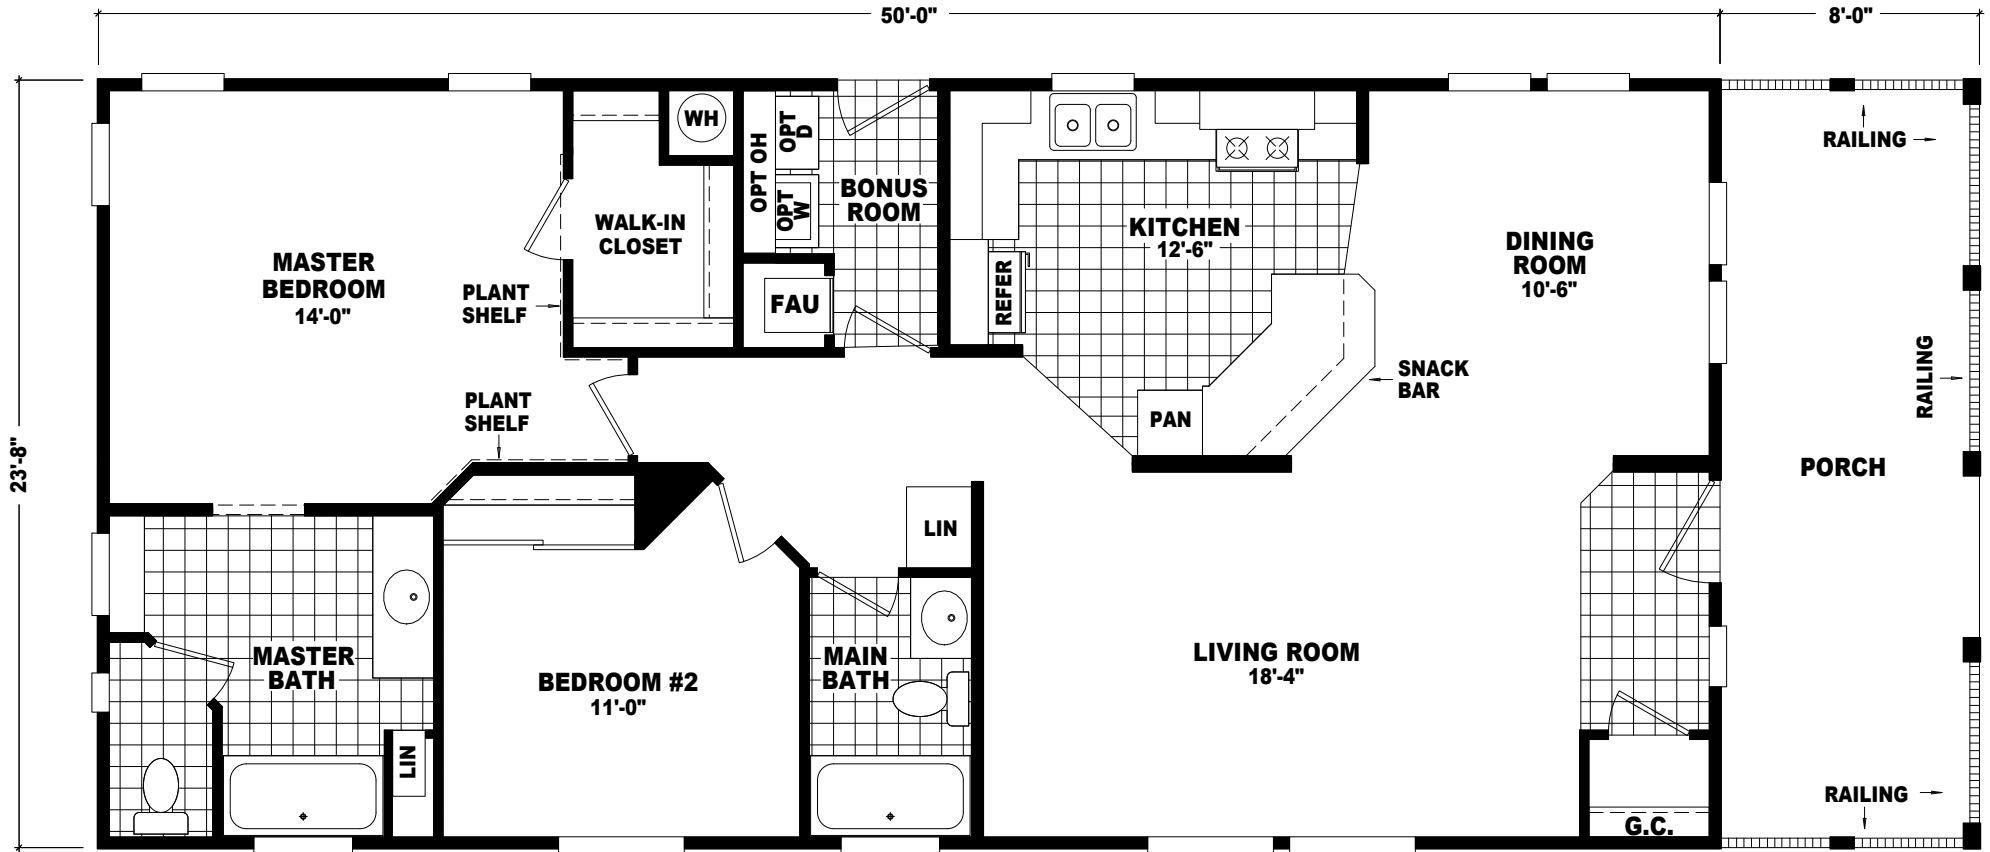 50'-0"
8'-0"
23'-8"
WH
OPT OH
OPT
D
OPT
W
BONUS
ROOM
RAILING
WALK-IN
CLOSET
KITCHEN
12'-6"
DINING
ROOM
10'-6"
MASTER
BEDROOM
14'-0"
PLANT
SHELF
FAU
REFER
SNACK
BAR
RAILING
PLANT
SHELF
PAN
PORCH
LIN
MASTER
BATH
BEDROOM #2
11'-0"
MAIN
BATH
LIVING ROOM
18'-4"
LIN
RAILING
G.C.